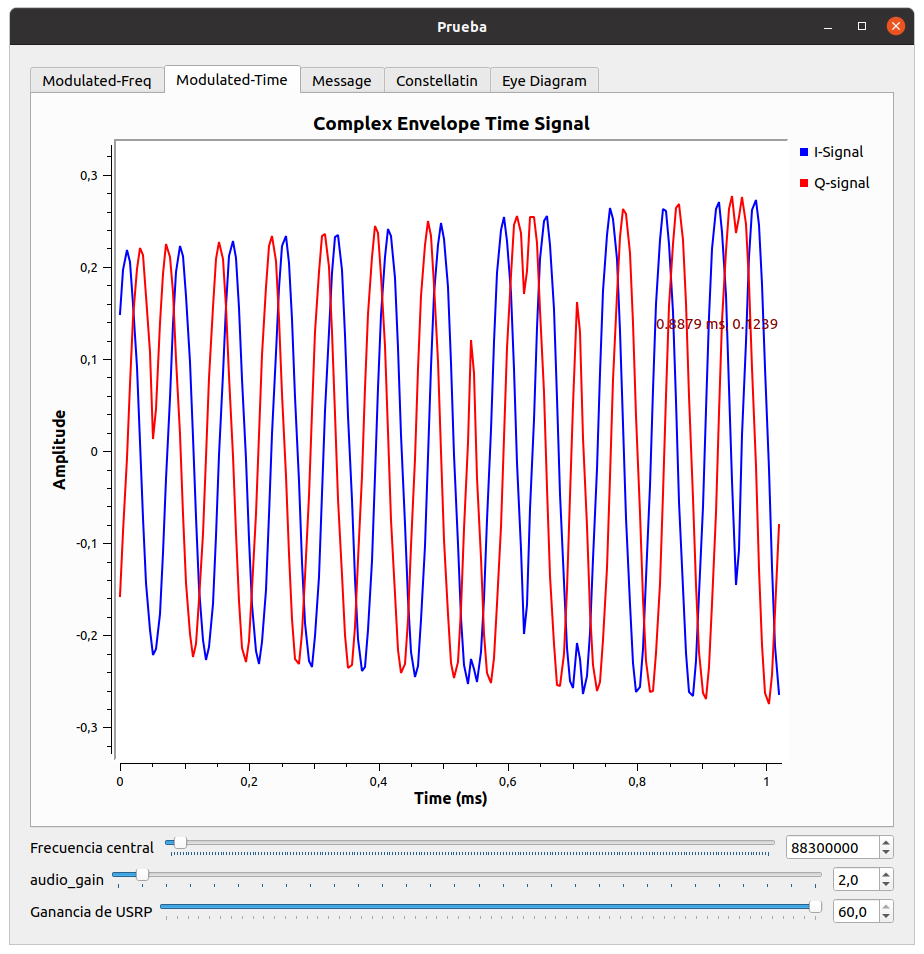 Prueba
Modulated-Freq Modulated-Time Message Constellatin Eye Diagram
Complex Envelope Time Signal
I-Signal
Q-signal
0,3
0,2
0.8879 ms, 0.1239
0,1
0
-0,1
-0,2
-0,3
Amplitude
0 0,2 0,4 0,6 0,8 1
Time (ms)
Frecuencia central 88300000
audio_gain 2,0
Ganancia de USRP 60,0